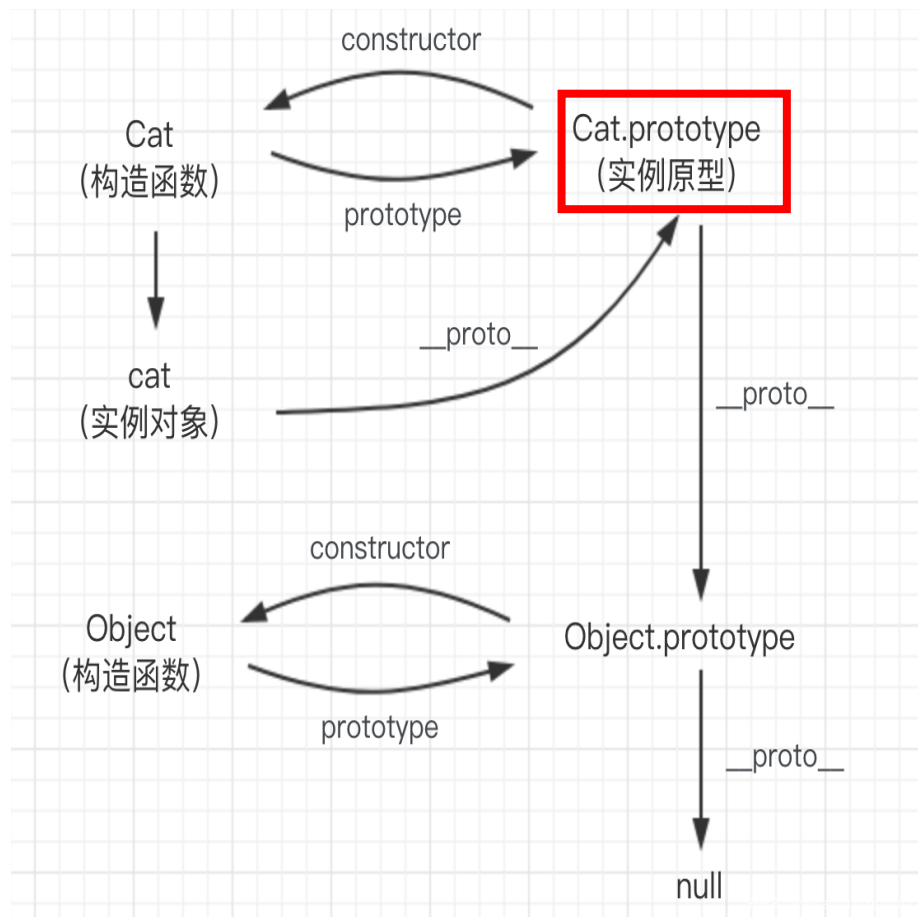 constructor
Cat
(构造函数)
Cat.prototype
(实例原型)
prototype
__proto__
cat
(实例对象)
__proto__
constructor
Object
(构造函数)
Object.prototype
prototype
__proto__
null